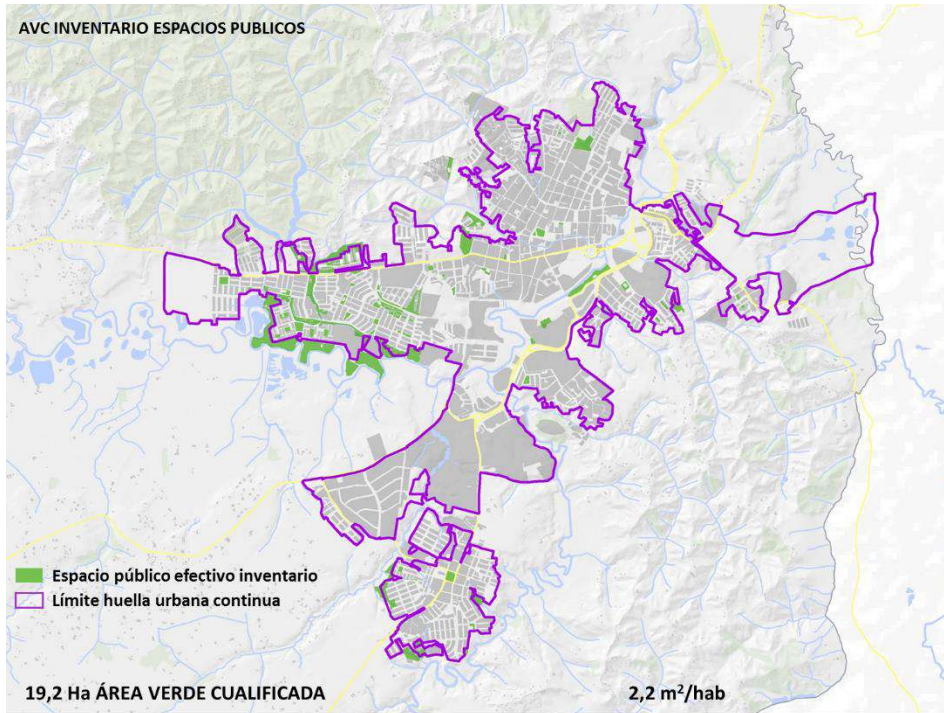 AVC INVENTARIO ESPACIOS PUBLICOS
Espacio público efectivo inventario
Límite huella urbana continua
19,2 Ha ÁREA VERDE CUALIFICADA
2,2 m²/hab